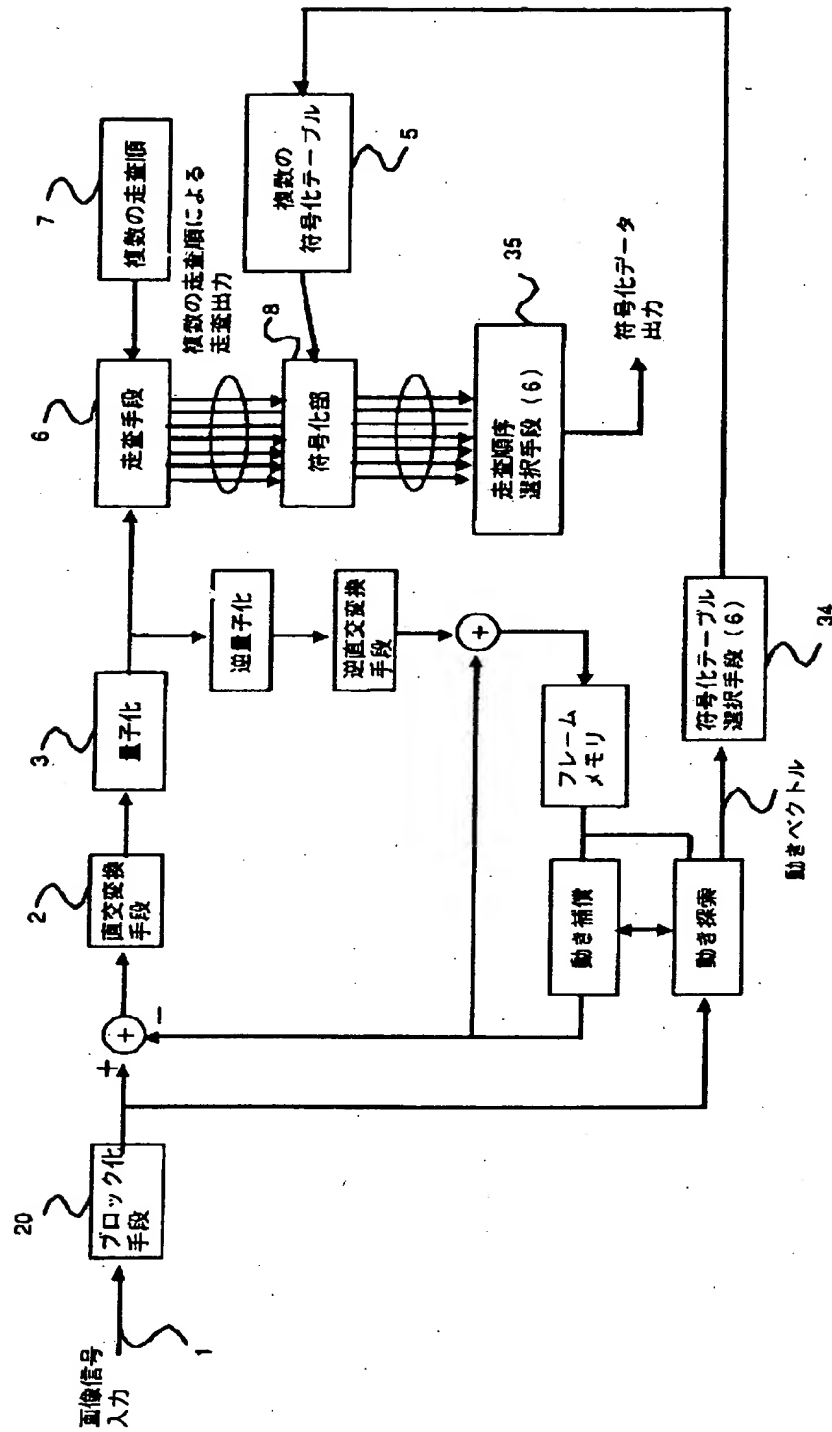 画像信号
入力
1
20
ブロック化
手段
+
+
−
2
直交変換
手段
3
量子化
逆量子化
逆直交変換
手段
+
フレーム
メモリ
動き補償
動き探索
動きベクトル
符号化テーブル
選択手段(6)
34
6
走査手段
7
複数の走査順
複数の走査順による
走査出力
8
符号化部
複数の
符号化テーブル
5
走査順序
選択手段(6)
35
符号化データ
出力